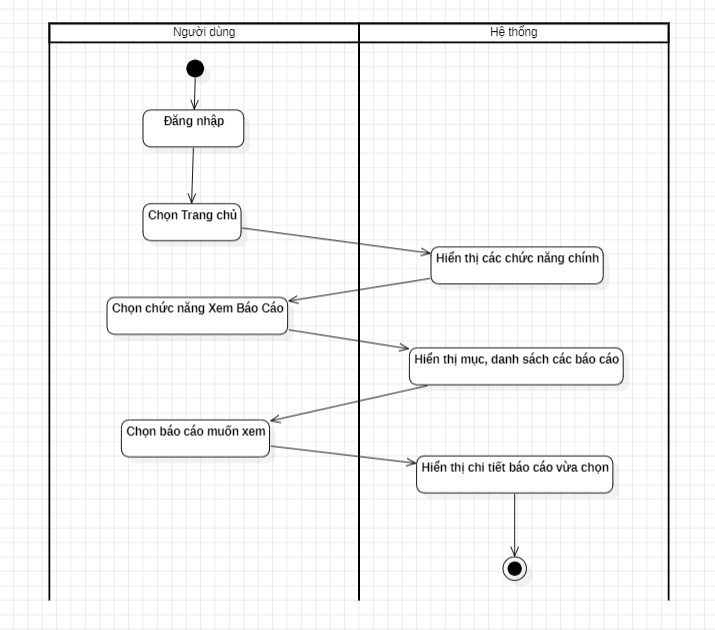 Người dùng
Hệ thống
Đăng nhập
Chọn Trang chủ
Hiển thị các chức năng chính
Chọn chức năng Xem Báo Cáo
Hiển thị mục, danh sách các báo cáo
Chọn báo cáo muốn xem
Hiển thị chi tiết báo cáo vừa chọn